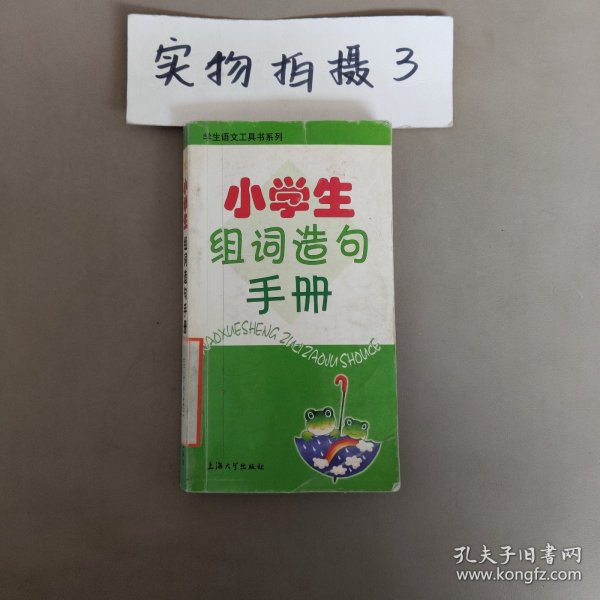 实物拍摄3
学生语文工具书系列
小学生
组词造句
手册
XIAOXUESHENG ZUCI ZAOJU SHOUCE
上海大学出版社
孔夫子旧书网
www.kongfz.com